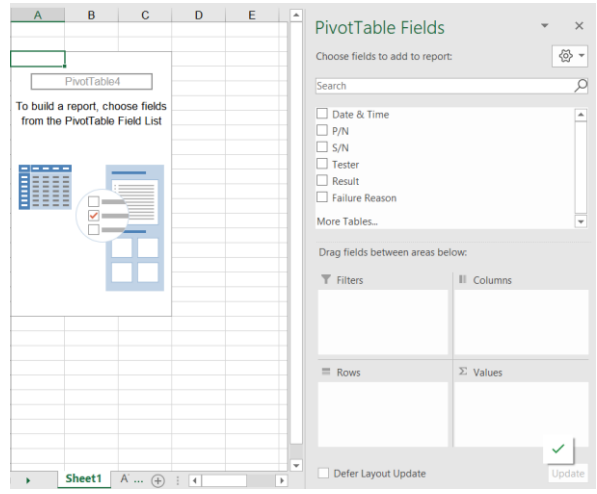 A B C D E
PivotTable4
To build a report, choose fields
from the PivotTable Field List
Sheet1 A ...
PivotTable Fields
Choose fields to add to report:
Search
Date & Time
P/N
S/N
Tester
Result
Failure Reason
More Tables...
Drag fields between areas below:
Filters
Columns
Rows
Σ Values
Defer Layout Update
Update